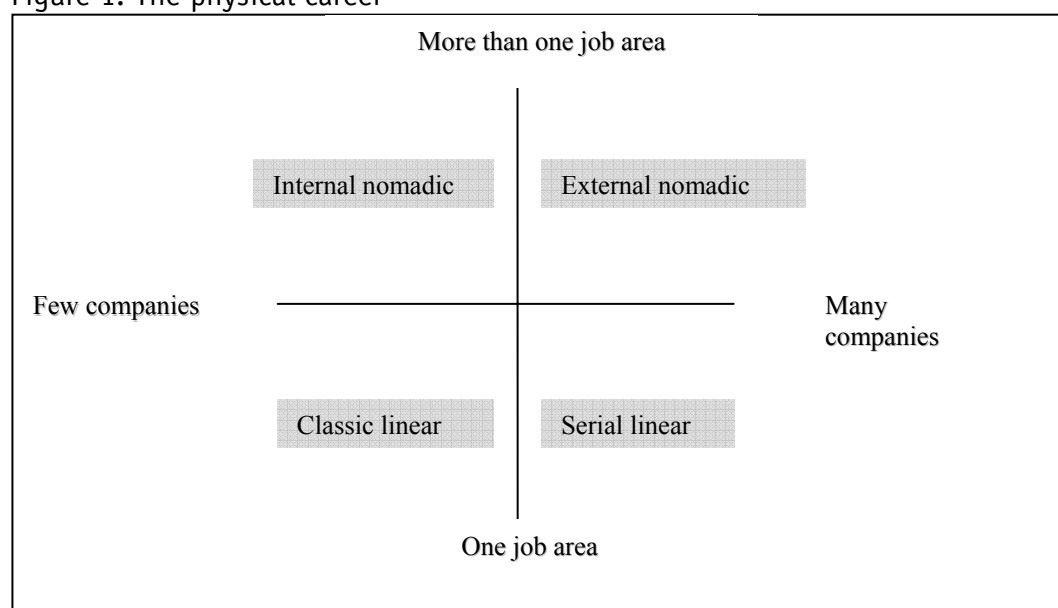 Figure 1: The physical career
More than one job area
Internal nomadic
External nomadic
Few companies
Many
companies
Classic linear
Serial linear
One job area